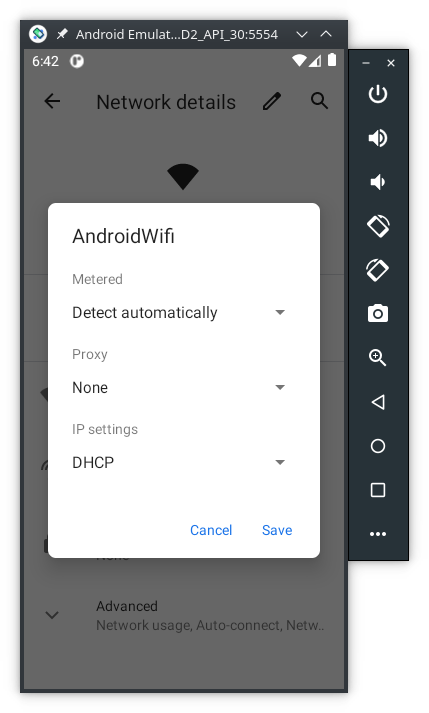 Android Emulat...D2_API_30:5554
6:42
Network details
AndroidWifi
Metered
Detect automatically
Proxy
None
IP settings
DHCP
Cancel
Save
None
Advanced
Network usage, Auto-connect, Netw..